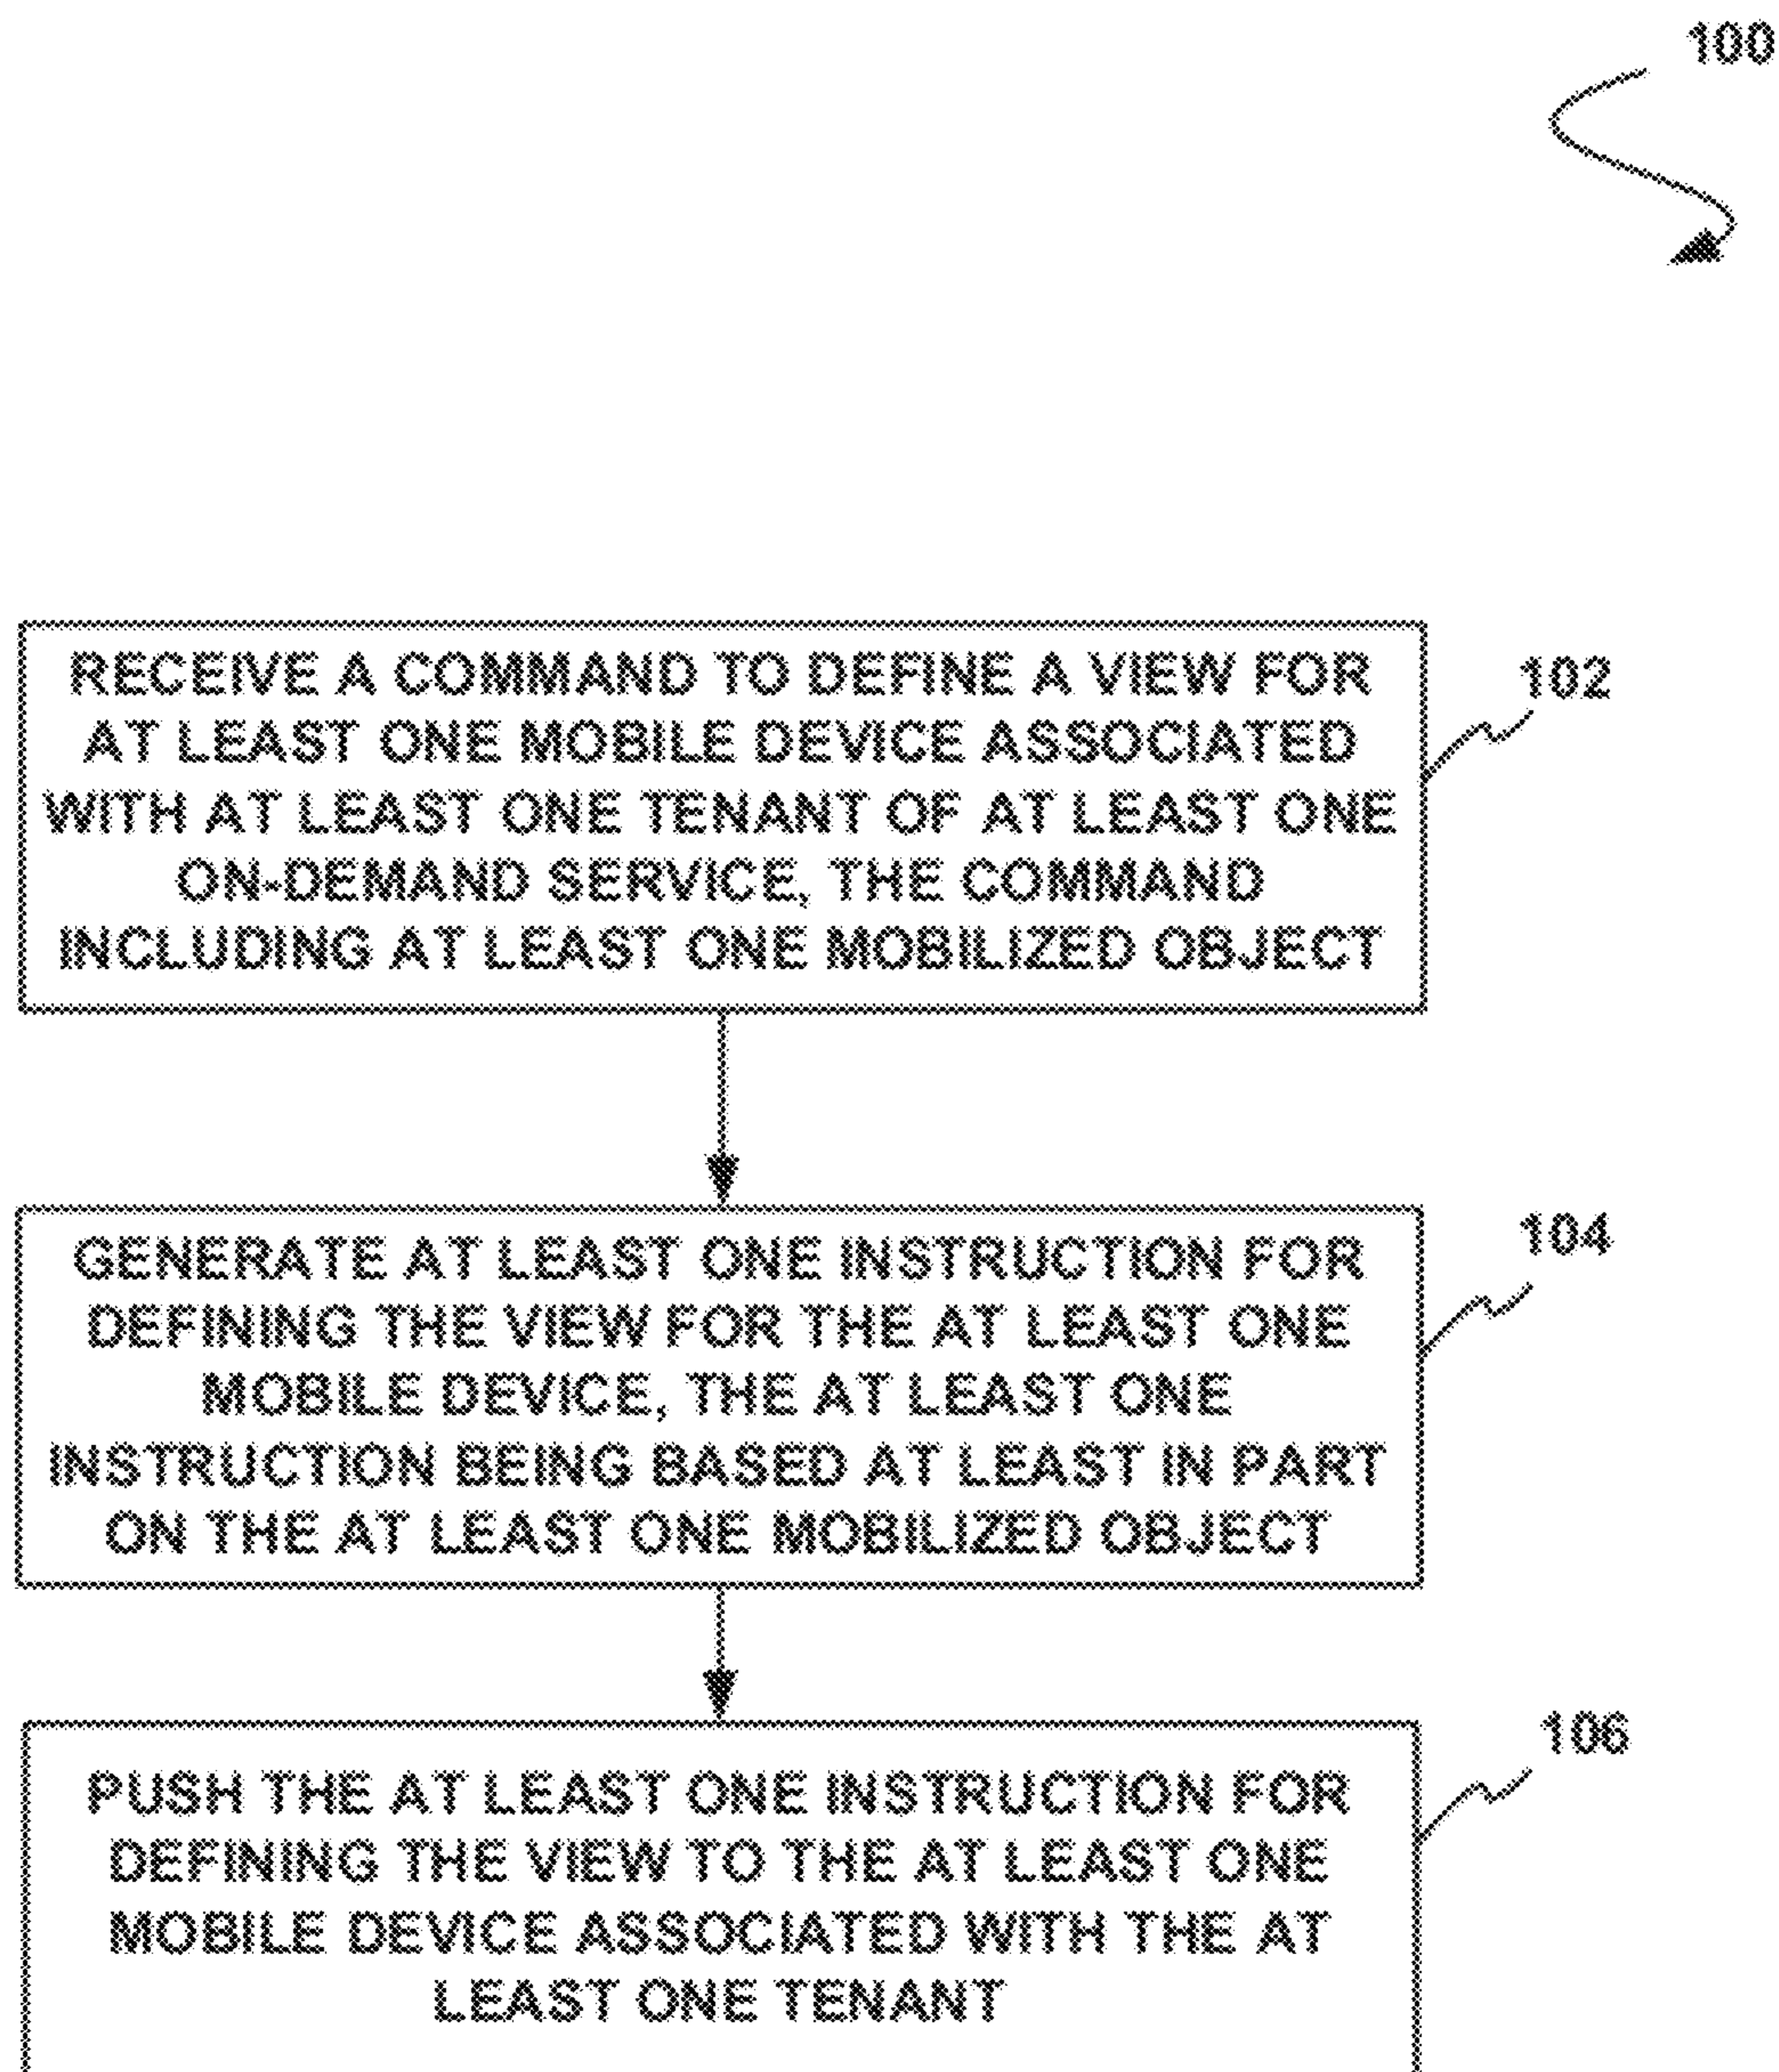 100
RECEIVE A COMMAND TO DEFINE A VIEW FOR
AT LEAST ONE MOBILE DEVICE ASSOCIATED
WITH AT LEAST ONE TENANT OF AT LEAST ONE
ON-DEMAND SERVICE, THE COMMAND
INCLUDING AT LEAST ONE MOBILIZED OBJECT
102
GENERATE AT LEAST ONE INSTRUCTION FOR
DEFINING THE VIEW FOR THE AT LEAST ONE
MOBILE DEVICE, THE AT LEAST ONE
INSTRUCTION BEING BASED AT LEAST IN PART
ON THE AT LEAST ONE MOBILIZED OBJECT
104
PUSH THE AT LEAST ONE INSTRUCTION FOR
DEFINING THE VIEW TO THE AT LEAST ONE
MOBILE DEVICE ASSOCIATED WITH THE AT
LEAST ONE TENANT
106